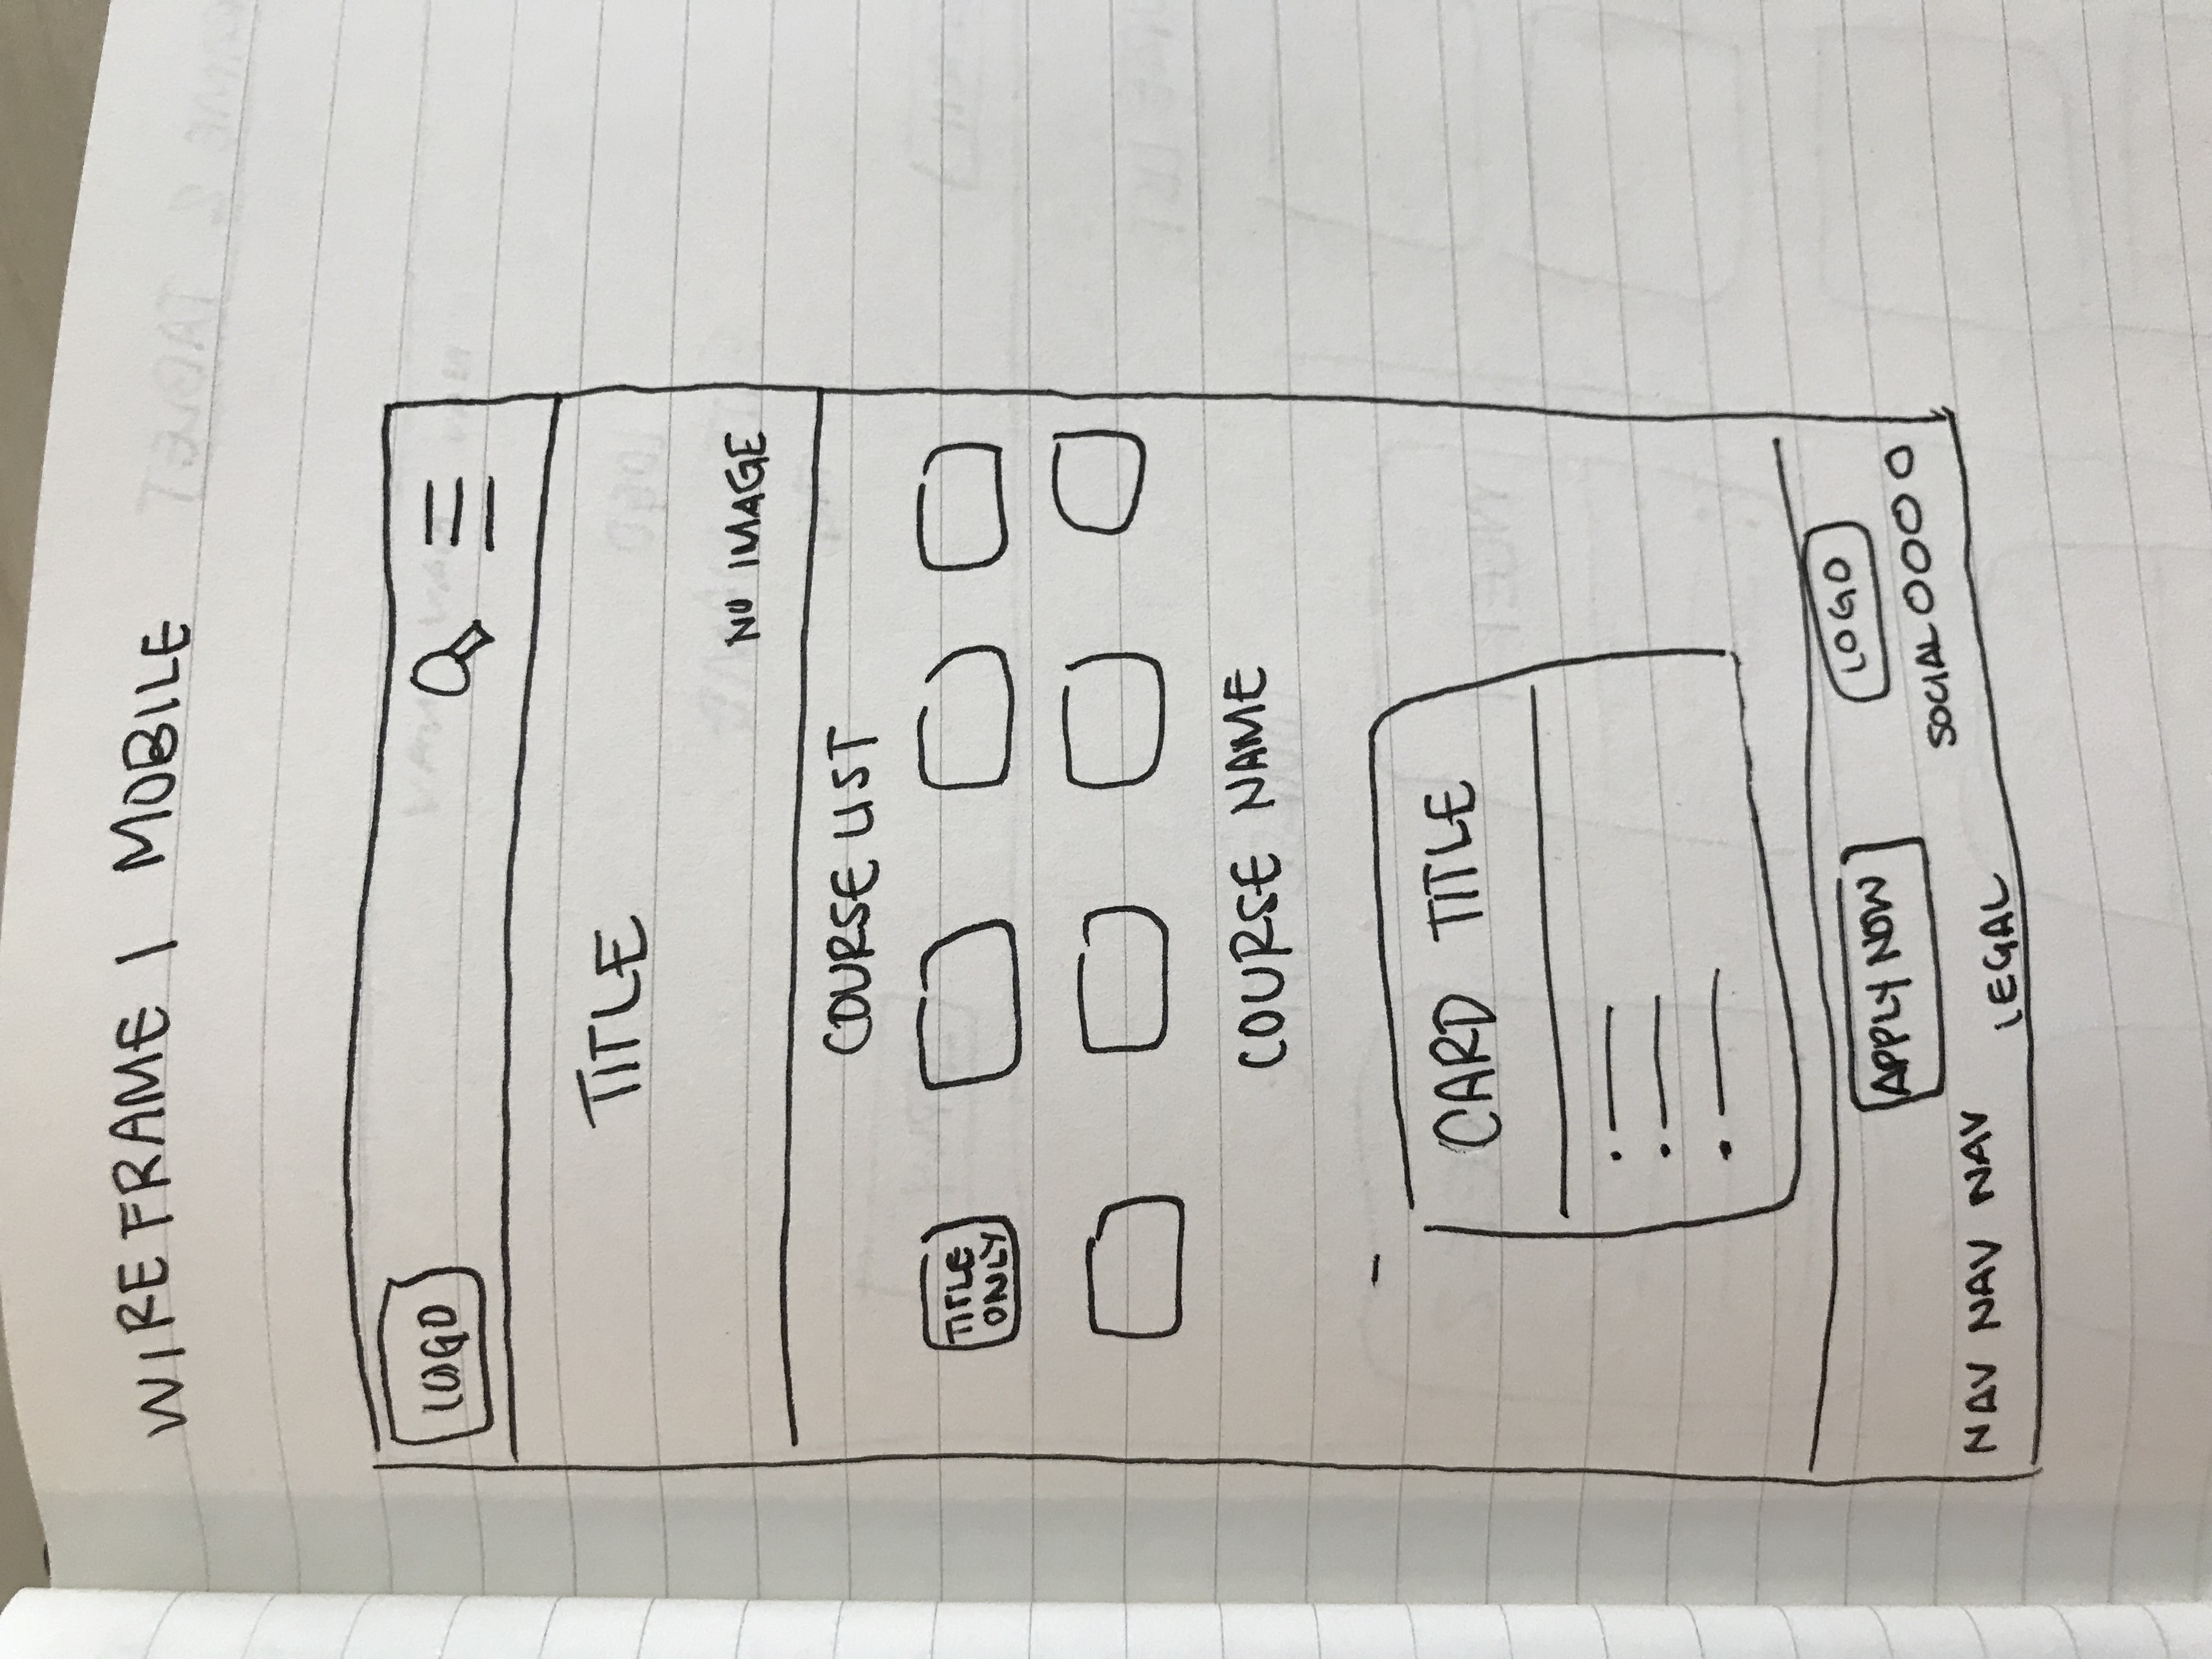 WIREFRAME 1 MOBILE
LOGO
TITLE
NO IMAGE
COURSE LIST
TITLE
ONLY
COURSE NAME
CARD TITLE
APPLY NOW
LOGO
SOCIAL
NAV NAV NAV
LEGAL